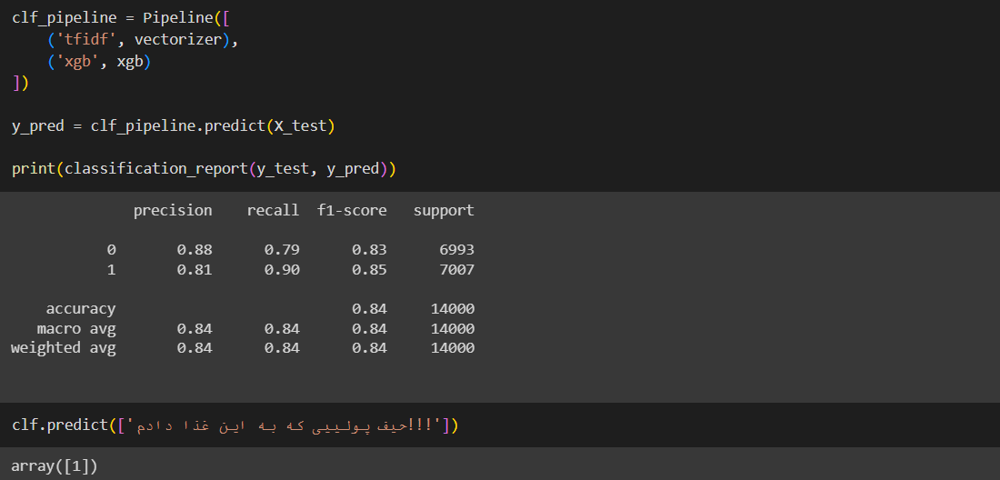 clf_pipeline = Pipeline([
    ('tfidf', vectorizer),
    ('xgb', xgb)
])
y_pred = clf_pipeline.predict(X_test)
print(classification_report(y_test, y_pred))
precision recall f1-score support
0 0.88 0.79 0.83 6993
1 0.81 0.90 0.85 7007
accuracy 0.84 14000
macro avg 0.84 0.84 0.84 14000
weighted avg 0.84 0.84 0.84 14000
clf.predict(['حیف پولییی که به این غذا دادم!!!'])
array([1])